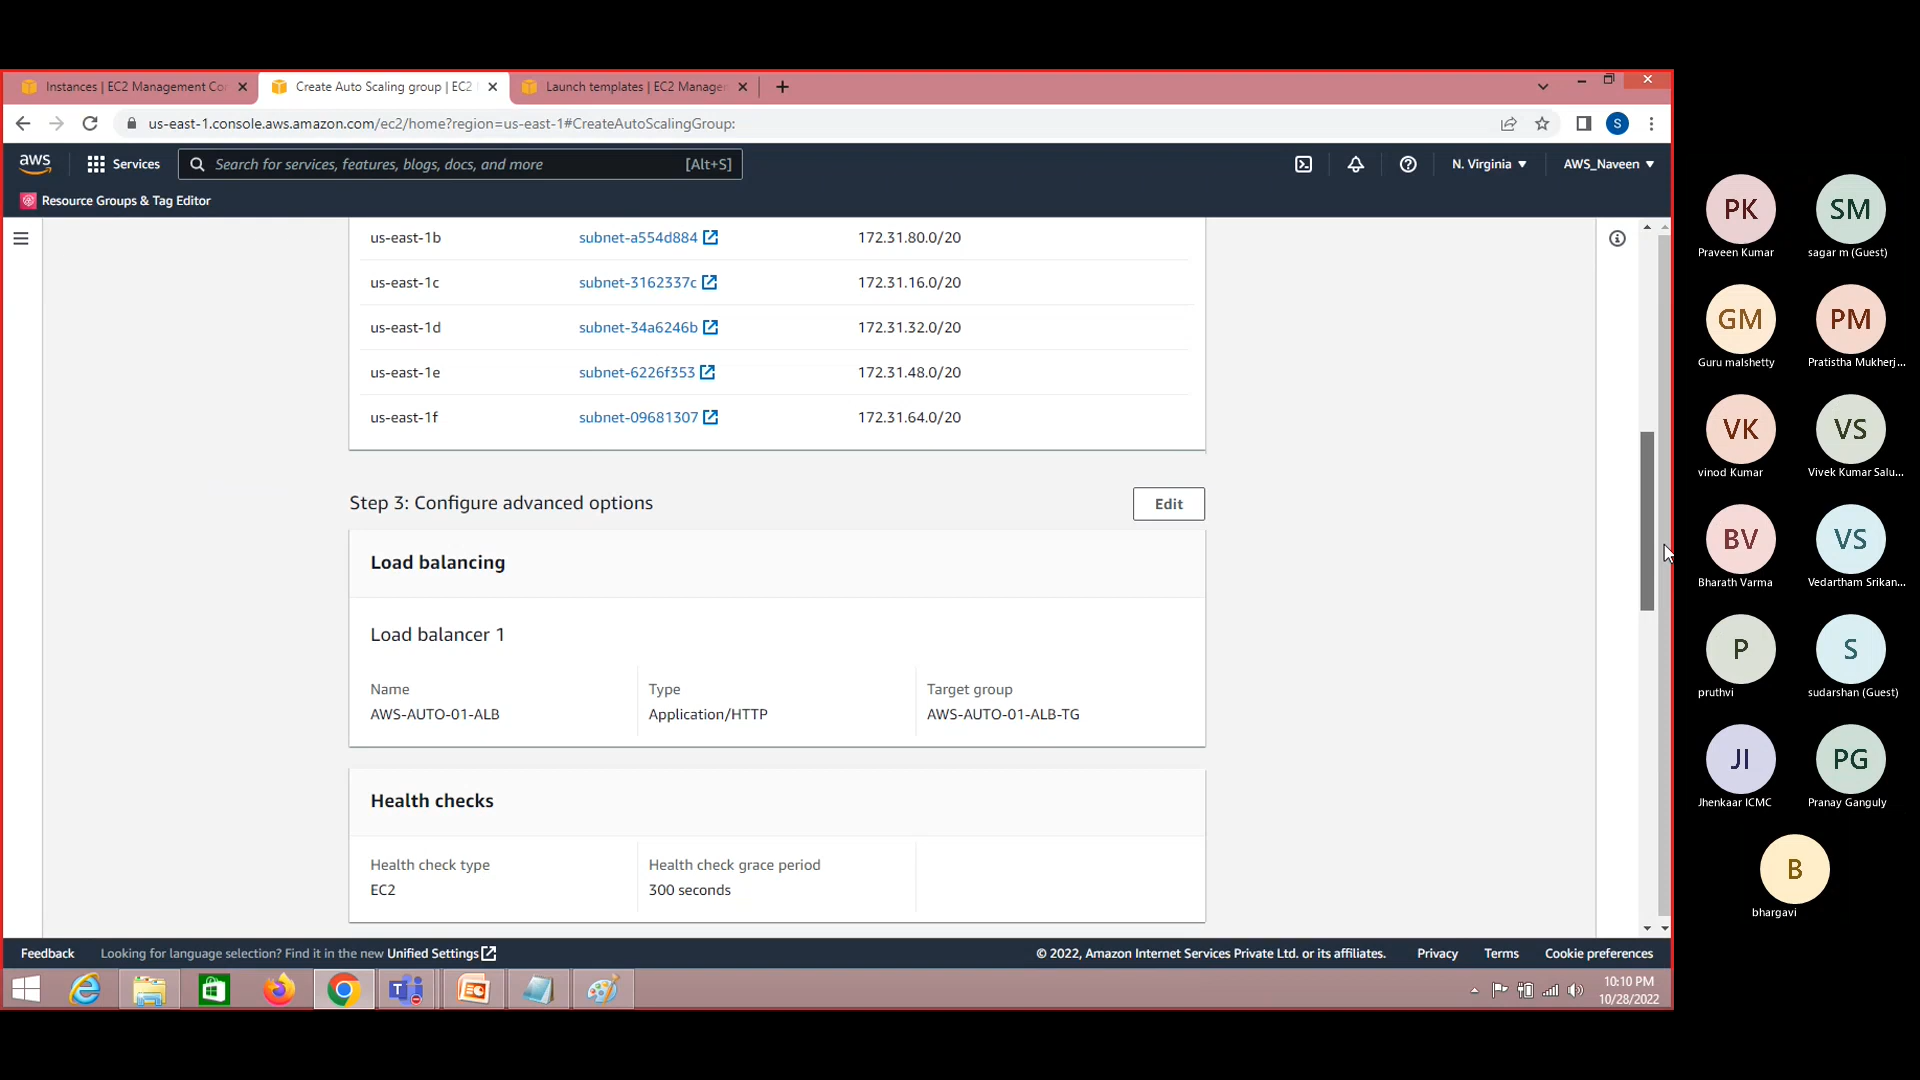 Instances | EC2 Management Co
Create Auto Scaling group | EC2
Launch templates | EC2 Manage
us-east-1.console.aws.amazon.com/ec2/home?region=us-east-1#CreateAutoScalingGroup:
S
aws
Services
Search for services, features, blogs, docs, and more
[Alt+S]
N. Virginia
AWS_Naveen
Resource Groups & Tag Editor
us-east-1b subnet-a554d884 172.31.80.0/20
us-east-1c subnet-3162337c 172.31.16.0/20
us-east-1d subnet-34a6246b 172.31.32.0/20
us-east-1e subnet-6226f353 172.31.48.0/20
us-east-1f subnet-09681307 172.31.64.0/20
Step 3: Configure advanced options
Edit
Load balancing
Load balancer 1
Name Type Target group
AWS-AUTO-01-ALB Application/HTTP AWS-AUTO-01-ALB-TG
Health checks
Health check type Health check grace period
EC2 300 seconds
Feedback
Looking for language selection? Find it in the new Unified Settings
© 2022, Amazon Internet Services Private Ltd. or its affiliates.
Privacy
Terms
Cookie preferences
10:10 PM
10/28/2022
PK SM
Praveen Kumar sagar m (Guest)
GM PM
Guru malshetty Pratistha Mukherj...
VK VS
vinod Kumar Vivek Kumar Salu...
BV VS
Bharath Varma Vedartham Srikan...
P S
pruthvi sudarshan (Guest)
JI PG
Jhenkaar ICMC Pranay Ganguly
B
bhargavi